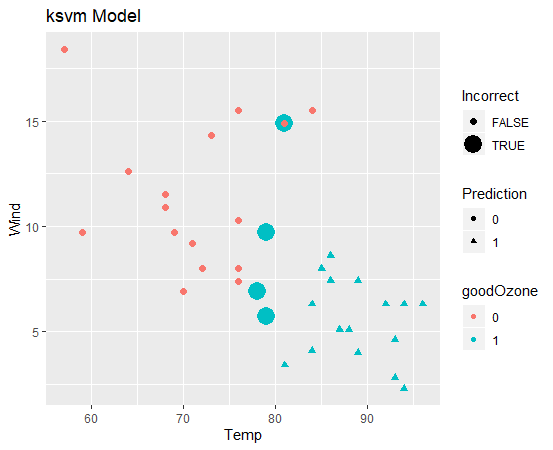 ksvm Model
Wind
15
10
5
60 70 80 90
Temp
Incorrect
FALSE
TRUE
Prediction
0
1
goodOzone
0
1